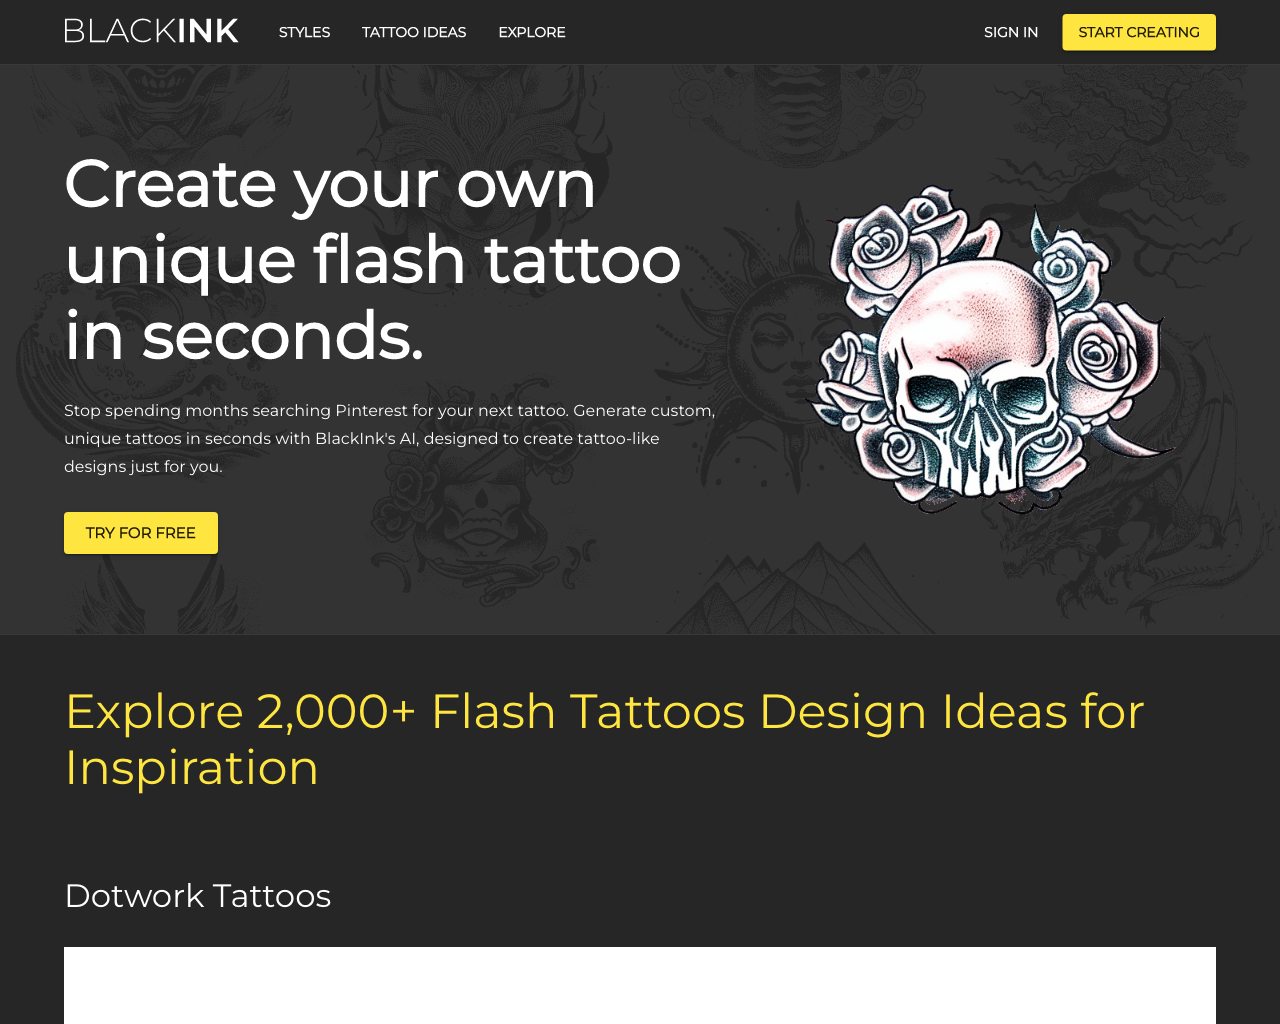 BLACKINK
STYLES
TATTOO IDEAS
EXPLORE
SIGN IN
START CREATING
Create your own
unique flash tattoo
in seconds.
Stop spending months searching Pinterest for your next tattoo. Generate custom,
unique tattoos in seconds with BlackInk's AI, designed to create tattoo-like
designs just for you.
TRY FOR FREE
Explore 2,000+ Flash Tattoos Design Ideas for
Inspiration
Dotwork Tattoos